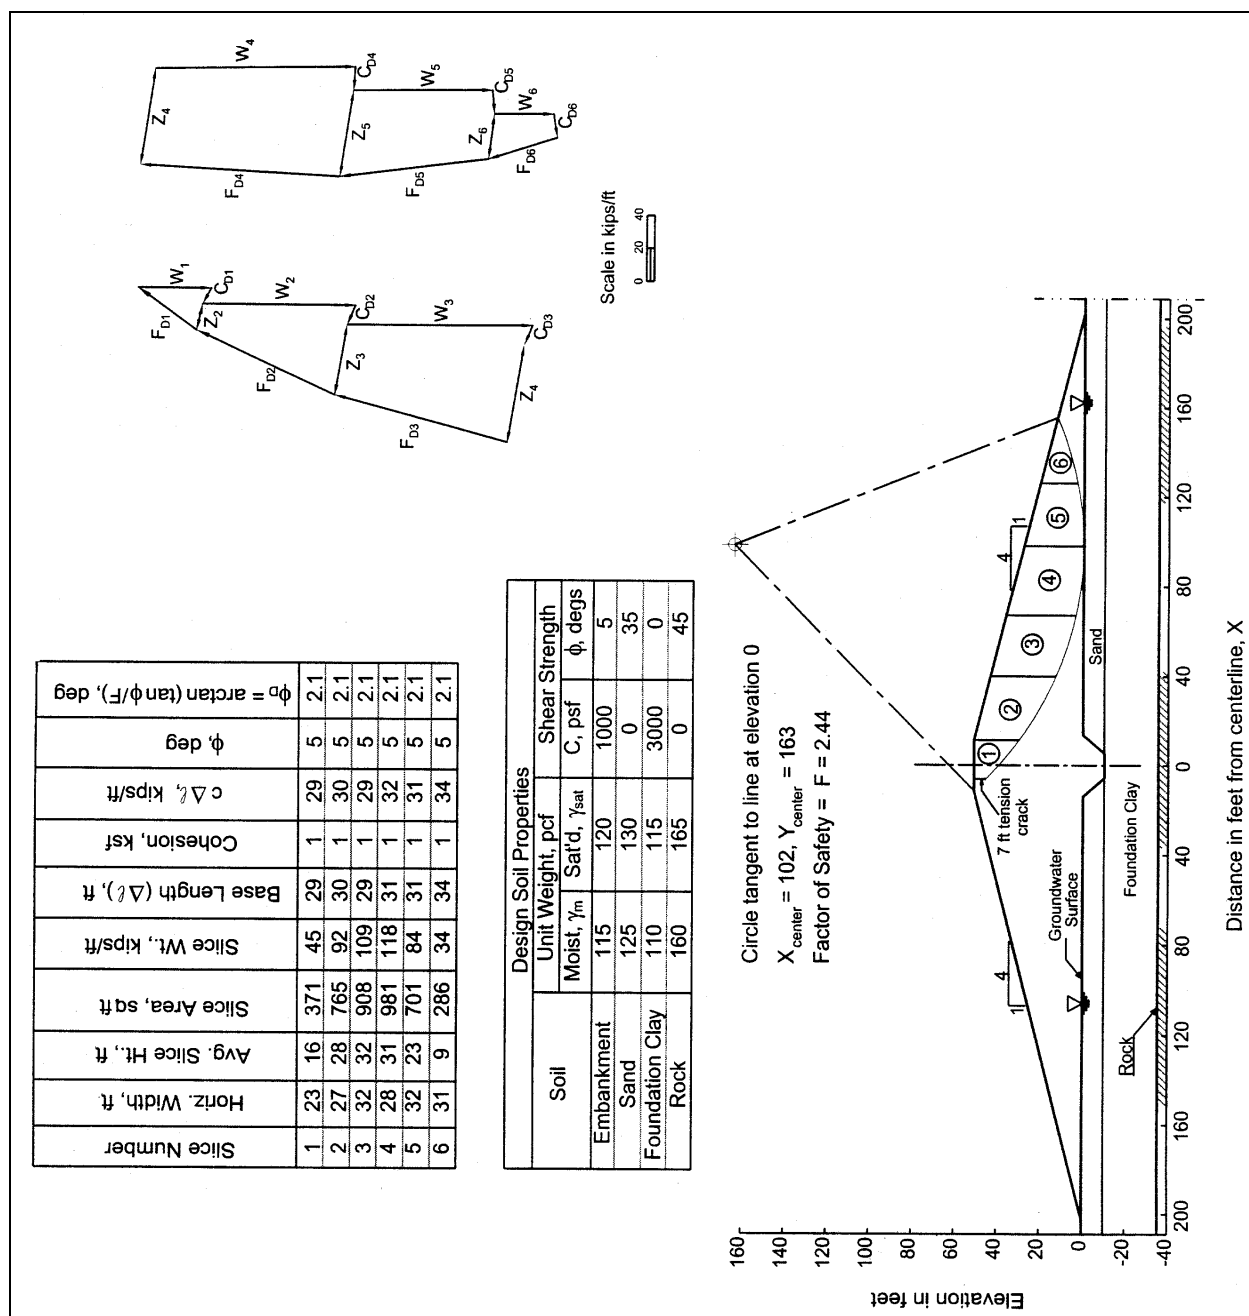 Slice Number | Horiz. Width, ft | Avg. Slice Ht., ft | Slice Area, sq ft | Slice Wt., kips/ft | Base Length (Δℓ), ft | Cohesion, ksf | c Δℓ, kips/ft | ϕ, deg | ϕD = arctan (tan ϕ/F), deg
1 | 23 | 16 | 371 | 45 | 29 | 1 | 29 | 5 | 2.1
2 | 27 | 28 | 765 | 92 | 30 | 1 | 30 | 5 | 2.1
3 | 32 | 32 | 908 | 109 | 29 | 1 | 29 | 5 | 2.1
4 | 28 | 31 | 981 | 118 | 31 | 1 | 32 | 5 | 2.1
5 | 32 | 23 | 701 | 84 | 31 | 1 | 31 | 5 | 2.1
6 | 31 | 9 | 286 | 34 | 34 | 1 | 34 | 5 | 2.1
W1
CD1
Z2
FD1
W2
CD2
Z3
FD2
W3
CD3
Z4
FD3
W4
CD4
Z4
FD4
W5
CD5
Z5
FD5
W6
CD6
Z6
FD6
Scale in kips/ft
0 20 40
Design Soil Properties
Soil | Unit Weight, pcf | Shear Strength
Moist, γm | Sat'd, γsat | C, psf | ϕ, degs
Embankment | 115 | 120 | 1000 | 5
Sand | 125 | 130 | 0 | 35
Foundation Clay | 110 | 115 | 3000 | 0
Rock | 160 | 165 | 0 | 45
Circle tangent to line at elevation 0
Xcenter = 102, Ycenter = 163
Factor of Safety = F = 2.44
4
1
4
1
7 ft tension
crack
1
2
3
4
5
6
Groundwater
Surface
Sand
Foundation Clay
Rock
Elevation in feet
160
120
80
40
0
-20
-40
200 160 120 80 40 0 40 80 120 160 200
Distance in feet from centerline, X